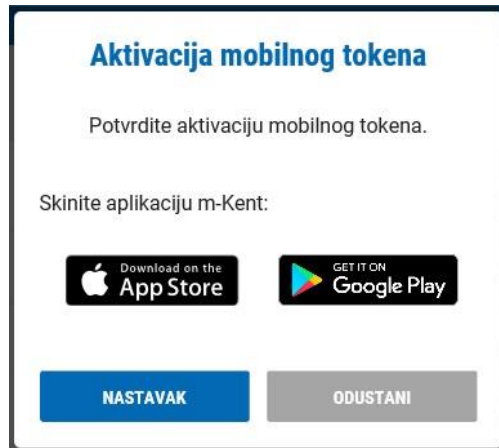 Aktivacija mobilnog tokena
Potvrdite aktivaciju mobilnog tokena.
Skinite aplikaciju m-Kent:
Download on the
App Store
GET IT ON
Google Play
NASTAVAK
ODUSTANI